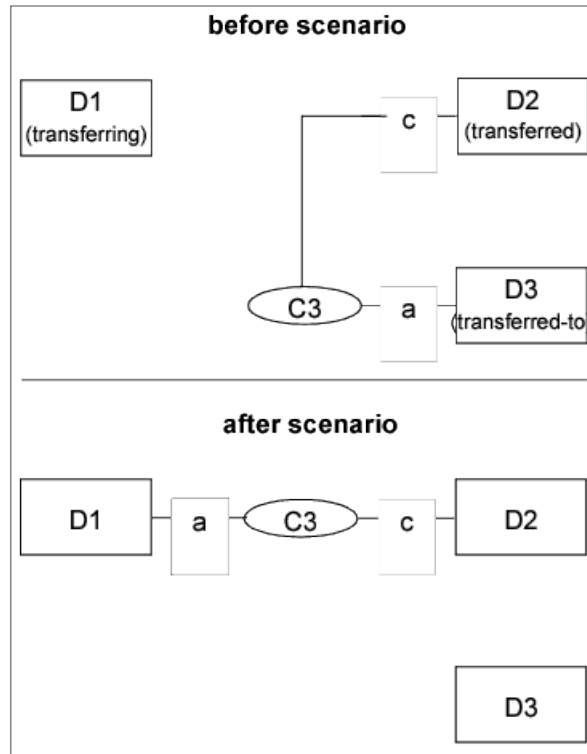 before scenario
D1
(transferring)
c
D2
(transferred)
C3
a
D3
(transferred-to
after scenario
D1
a
C3
c
D2
D3